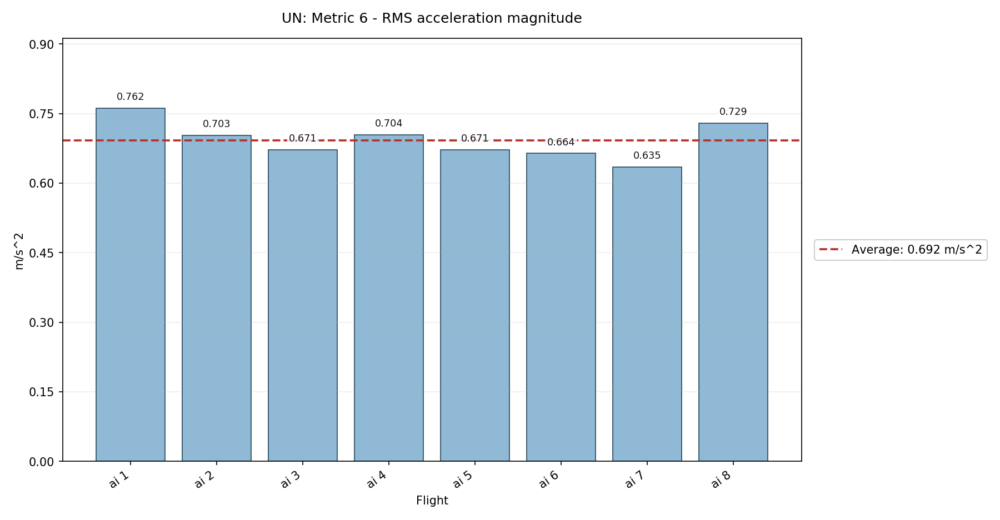 UN: Metric 6 - RMS acceleration magnitude
0.90
0.75
0.60
0.45
0.30
0.15
0.00
m/s^2
0.762
0.703
0.671
0.704
0.671
0.664
0.635
0.729
ai 1
ai 2
ai 3
ai 4
ai 5
ai 6
ai 7
ai 8
Flight
Average: 0.692 m/s^2